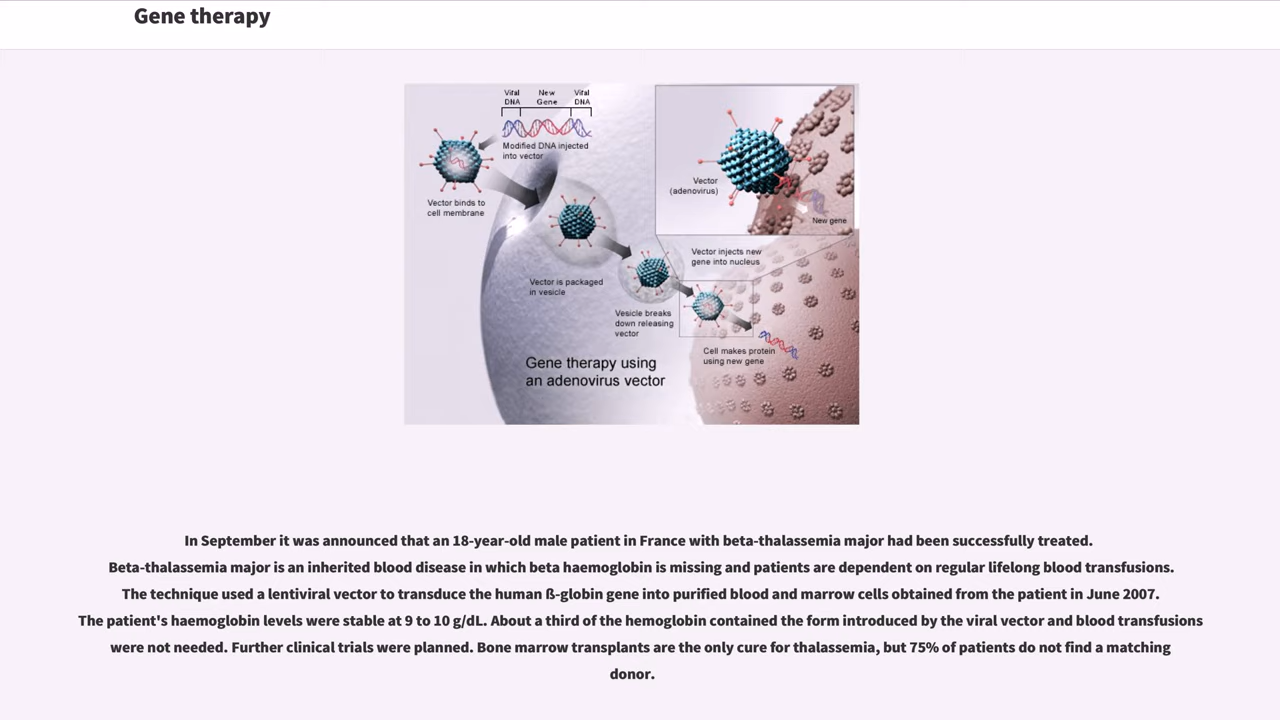 Gene therapy
Viral
DNA
New
Gene
Viral
DNA
Modified DNA injected
into vector
Vector binds to
cell membrane
Vector
(adenovirus)
New gene
Vector injects new
gene into nucleus
Vector is packaged
in vesicle
Vesicle breaks
down releasing
vector
Cell makes protein
using new gene
Gene therapy using
an adenovirus vector
In September it was announced that an 18-year-old male patient in France with beta-thalassemia major had been successfully treated.
Beta-thalassemia major is an inherited blood disease in which beta haemoglobin is missing and patients are dependent on regular lifelong blood transfusions.
The technique used a lentiviral vector to transduce the human ß-globin gene into purified blood and marrow cells obtained from the patient in June 2007.
The patient's haemoglobin levels were stable at 9 to 10 g/dL. About a third of the hemoglobin contained the form introduced by the viral vector and blood transfusions
were not needed. Further clinical trials were planned. Bone marrow transplants are the only cure for thalassemia, but 75% of patients do not find a matching
donor.